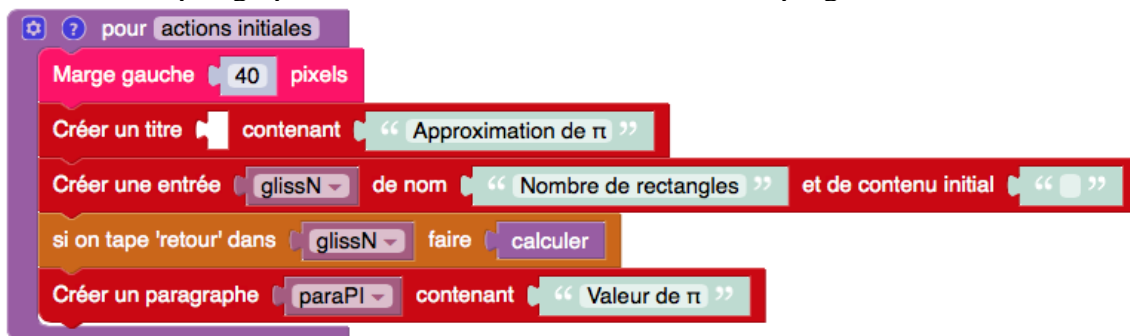 ? pour actions initiales
Marge gauche 40 pixels
Créer un titre contenant “ Approximation de π ”
Créer une entrée glissN de nom “ Nombre de rectangles ” et de contenu initial “ ”
si on tape 'retour' dans glissN faire calculer
Créer un paragraphe paraPI contenant “ Valeur de π ”